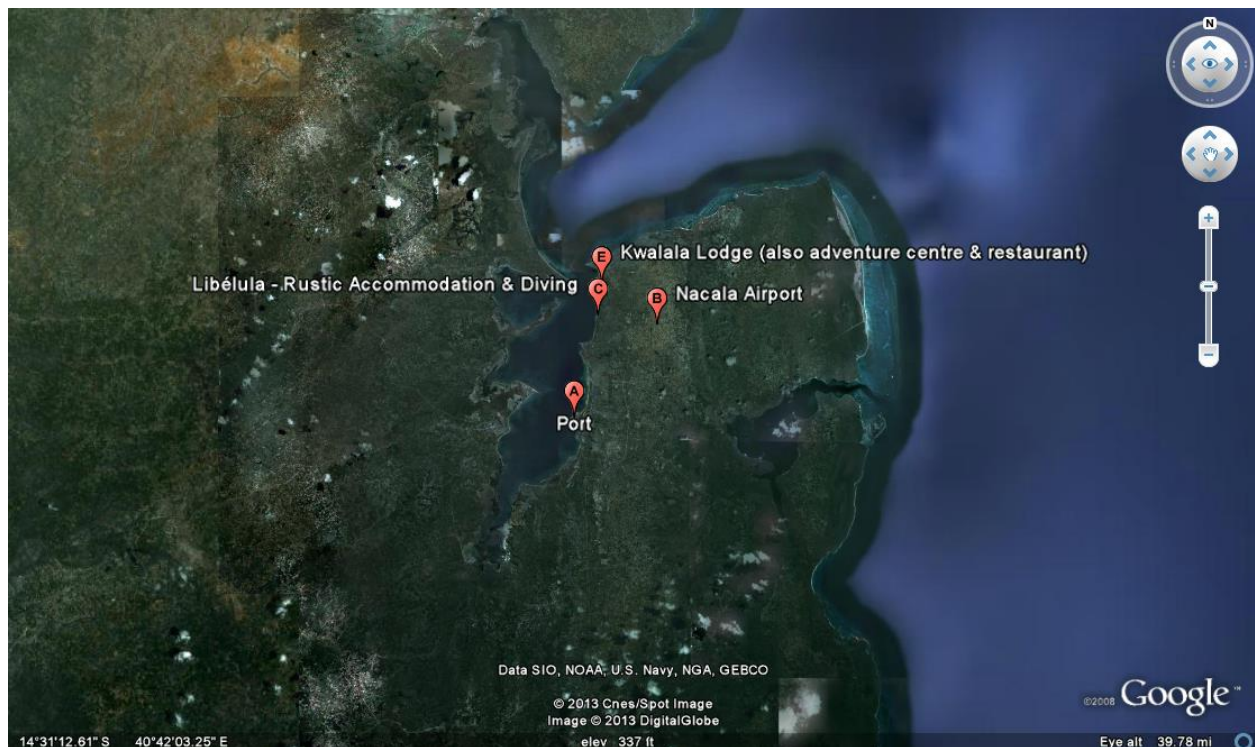 N
E
Kwalala Lodge (also adventure centre & restaurant)
Libélula - Rustic Accommodation & Diving
C
B
Nacala Airport
A
Port
Data SIO, NOAA, U.S. Navy, NGA, GEBCO
© 2013 Cnes/Spot Image
Image © 2013 DigitalGlobe
©2008 Google™
14°31'12.61" S 40°42'03.25" E
elev 337 ft
Eye alt 39.78 mi